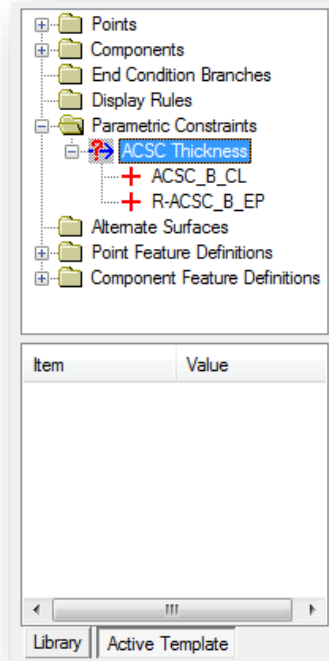 Points
Components
End Condition Branches
Display Rules
Parametric Constraints
ACSC Thickness
ACSC_B_CL
R-ACSC_B_EP
Alternate Surfaces
Point Feature Definitions
Component Feature Definitions
Item Value
Library Active Template